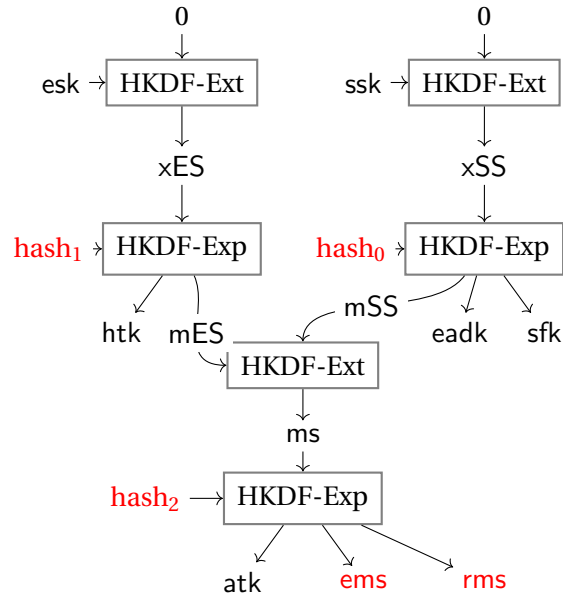 0 0
esk HKDF-Ext ssk HKDF-Ext
xES xSS
hash₁ HKDF-Exp hash₀ HKDF-Exp
htk mES mSS eadk sfk
HKDF-Ext
ms
hash₂ HKDF-Exp
atk ems rms